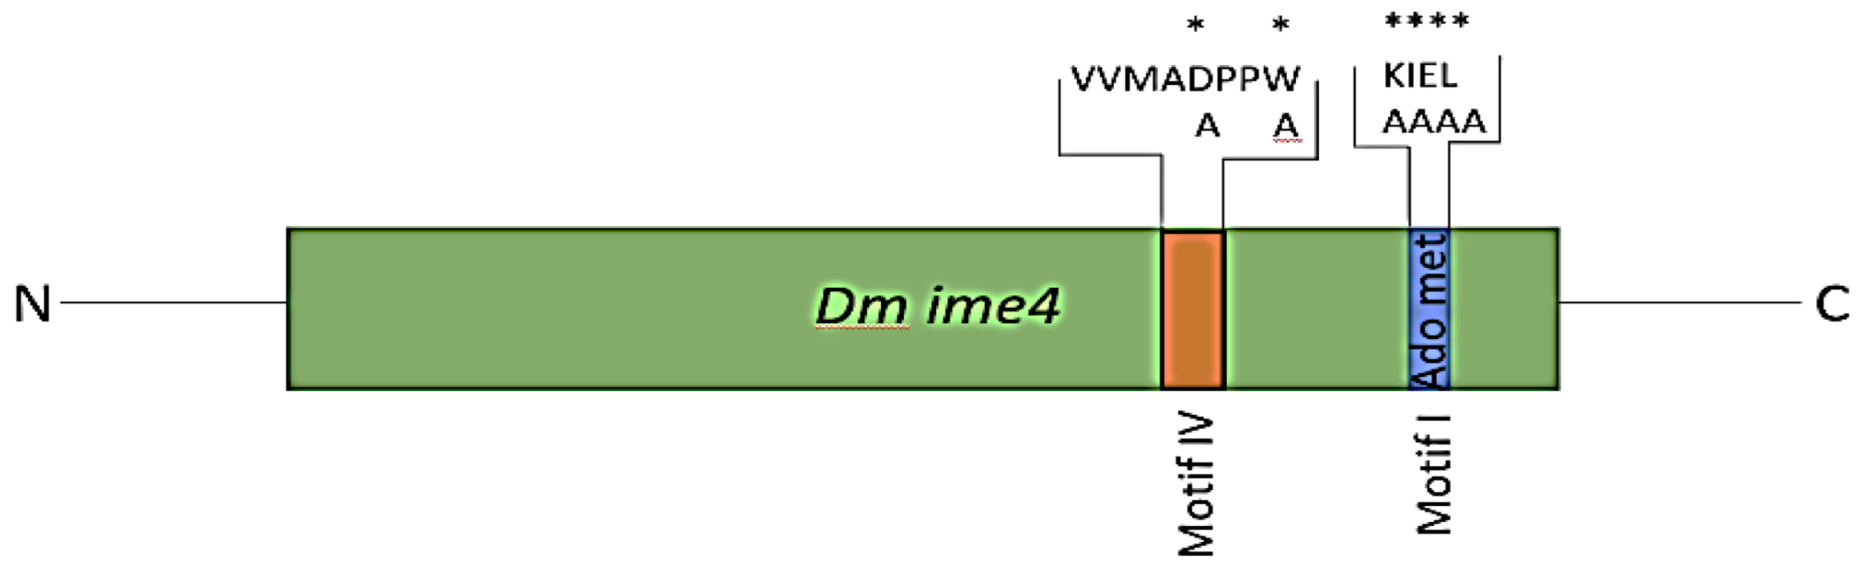 * * ****
VVMADPPW KIEL
A A AAAA
N Dm ime4 Ado met C
Motif IV Motif I